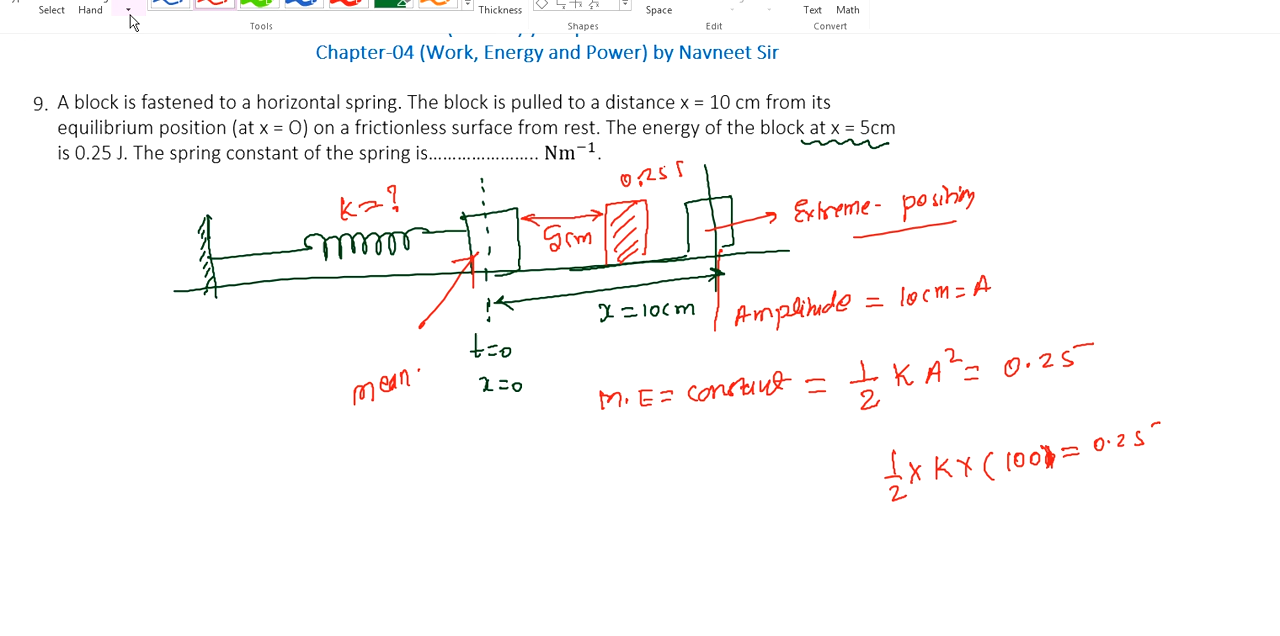 Select Hand Thickness Space Text Math
Tools Shapes Edit Convert
Chapter-04 (Work, Energy and Power) by Navneet Sir
9. A block is fastened to a horizontal spring. The block is pulled to a distance x = 10 cm from its
equilibrium position (at x = O) on a frictionless surface from rest. The energy of the block at x = 5cm
is 0.25 J. The spring constant of the spring is..................... Nm⁻¹.
0.25 J
K=?
Extreme - position
5cm
x=10cm
Amplitude = 10cm = A
t=0
mean.
x=0
M.E = constant = 1/2 K A² = 0.25
1/2 x K x (100) = 0.25